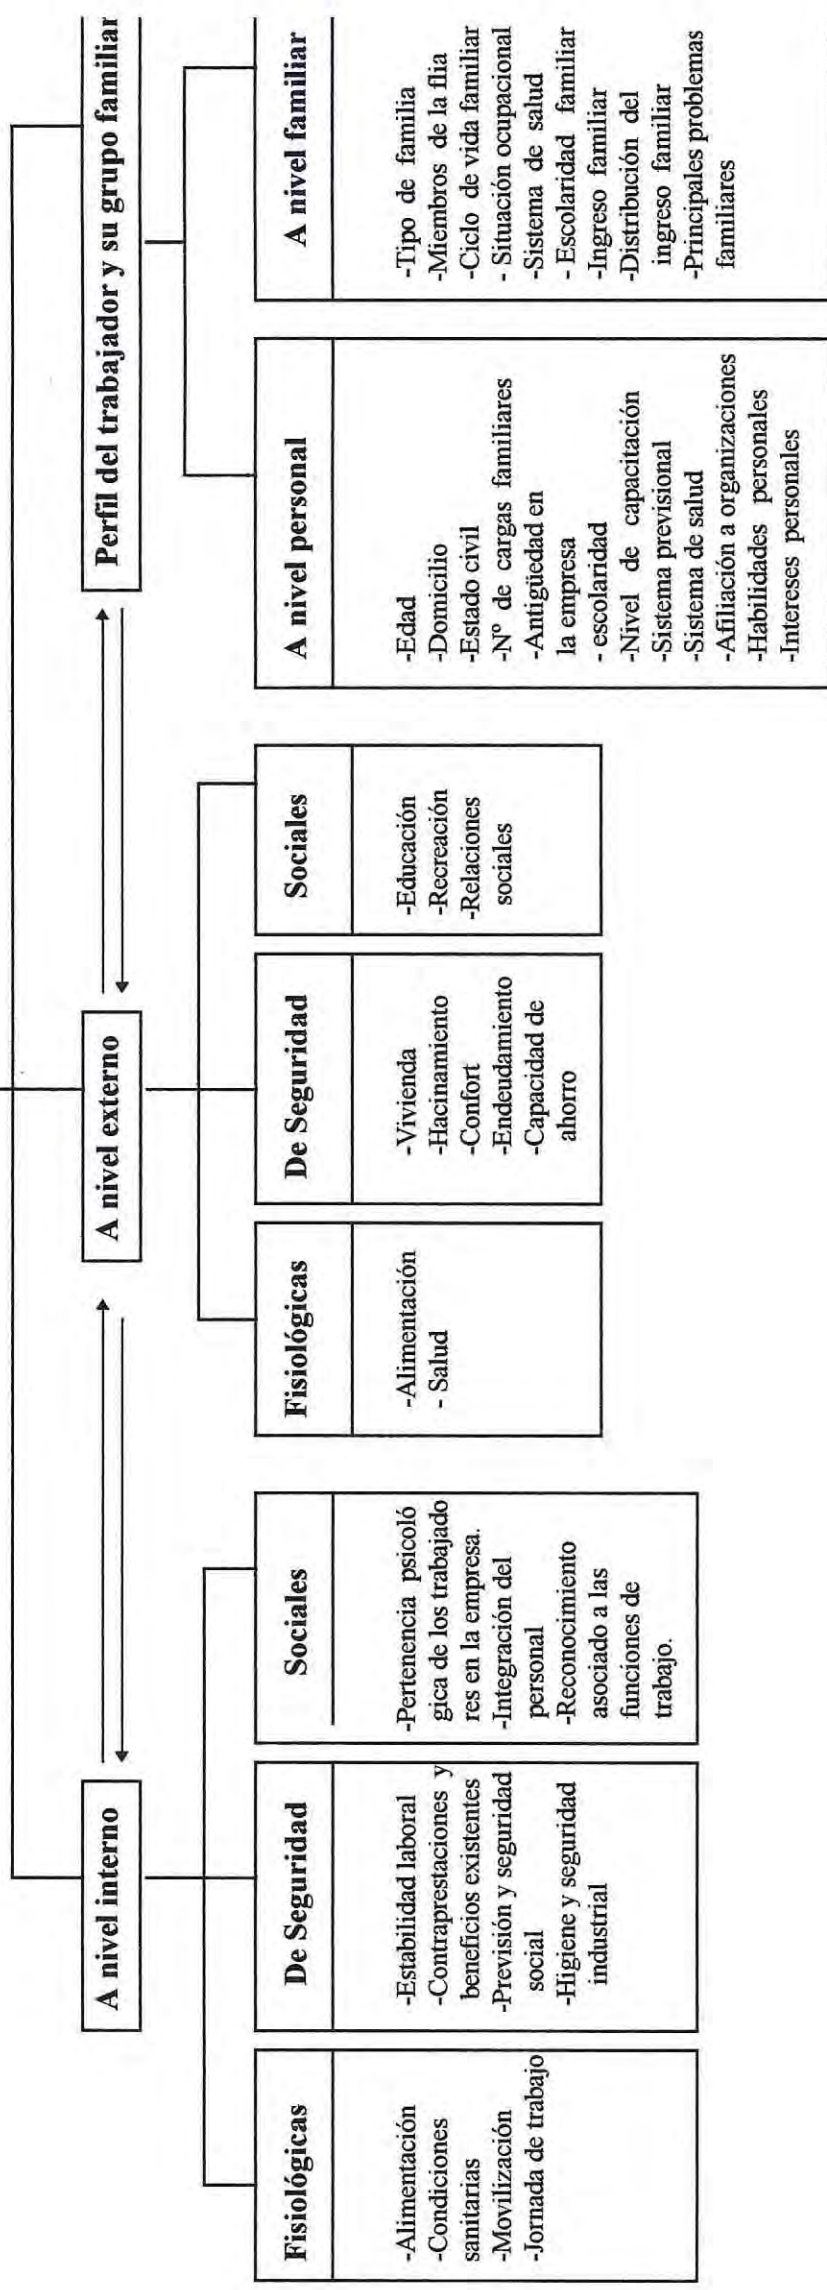 A nivel interno
A nivel externo
Perfil del trabajador y su grupo familiar
Fisiológicas
-Alimentación
-Condiciones
sanitarias
-Movilización
-Jornada de trabajo
De Seguridad
-Estabilidad laboral
-Contraprestaciones y
beneficios existentes
-Previsión y seguridad
social
-Higiene y seguridad
industrial
Sociales
-Pertenencia psicoló
gica de los trabajado
res en la empresa.
-Integración del
personal
-Reconocimiento
asociado a las
funciones de
trabajo.
Fisiológicas
-Alimentación
- Salud
De Seguridad
-Vivienda
-Hacinamiento
-Confort
-Endeudamiento
-Capacidad de
ahorro
Sociales
-Educación
-Recreación
-Relaciones
sociales
A nivel personal
-Edad
-Domicilio
-Estado civil
-Nº de cargas familiares
-Antigüedad en
la empresa
- escolaridad
-Nivel de capacitación
-Sistema previsional
-Sistema de salud
-Afiliación a organizaciones
-Habilidades personales
-Intereses personales
A nivel familiar
-Tipo de familia
-Miembros de la flia
-Ciclo de vida familiar
- Situación ocupacional
-Sistema de salud
- Escolaridad familiar
-Ingreso familiar
-Distribución del
ingreso familiar
-Principales problemas
familiares